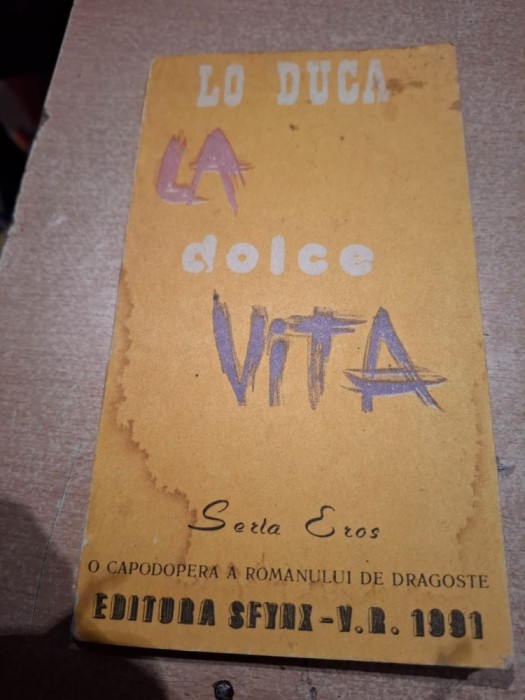 LO DUCA
LA
dolce
ViTA
Seria Eros
O CAPODOPERA A ROMANULUI DE DRAGOSTE
EDITURA SFYNX-V.R. 1991